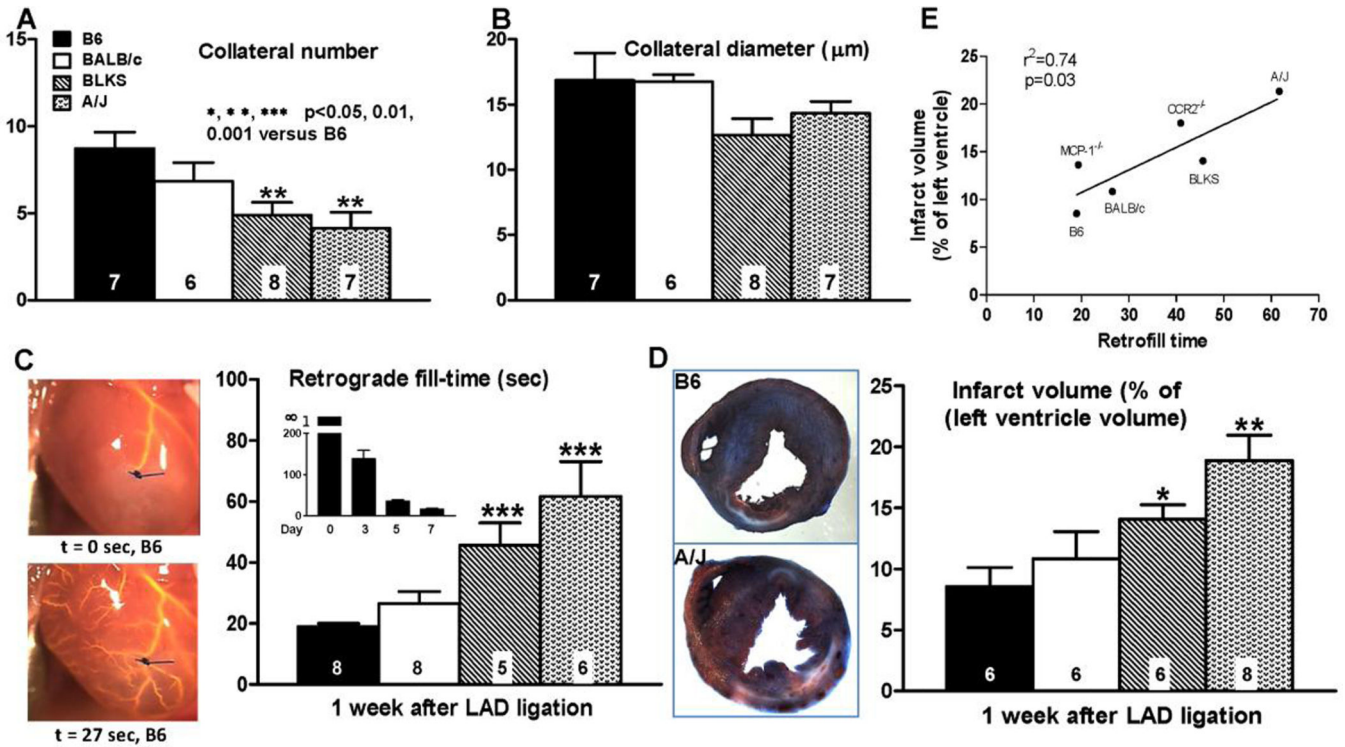 A
15
10
5
0
B6
BALB/c
BLKS
A/J
Collateral number
*, **, *** p<0.05, 0.01,
0.001 versus B6
**
**
7
6
8
7
B
20
15
10
5
0
Collateral diameter (μm)
7
6
8
7
E
25
20
15
10
5
0
Infarct volume
(% of left ventrcle)
r²=0.74
p=0.03
A/J
CCR2-/-
MCP-1-/-
BLKS
BALB/c
B6
0 10 20 30 40 50 60 70
Retrofill time
C
t = 0 sec, B6
t = 27 sec, B6
100
80
60
40
20
0
Retrograde fill-time (sec)
∞
1
200
100
0
Day 0 3 5 7
***
***
8
8
5
6
1 week after LAD ligation
D
B6
A/J
25
20
15
10
5
0
Infarct volume (% of
(left ventricle volume)
*
**
6
6
6
8
1 week after LAD ligation